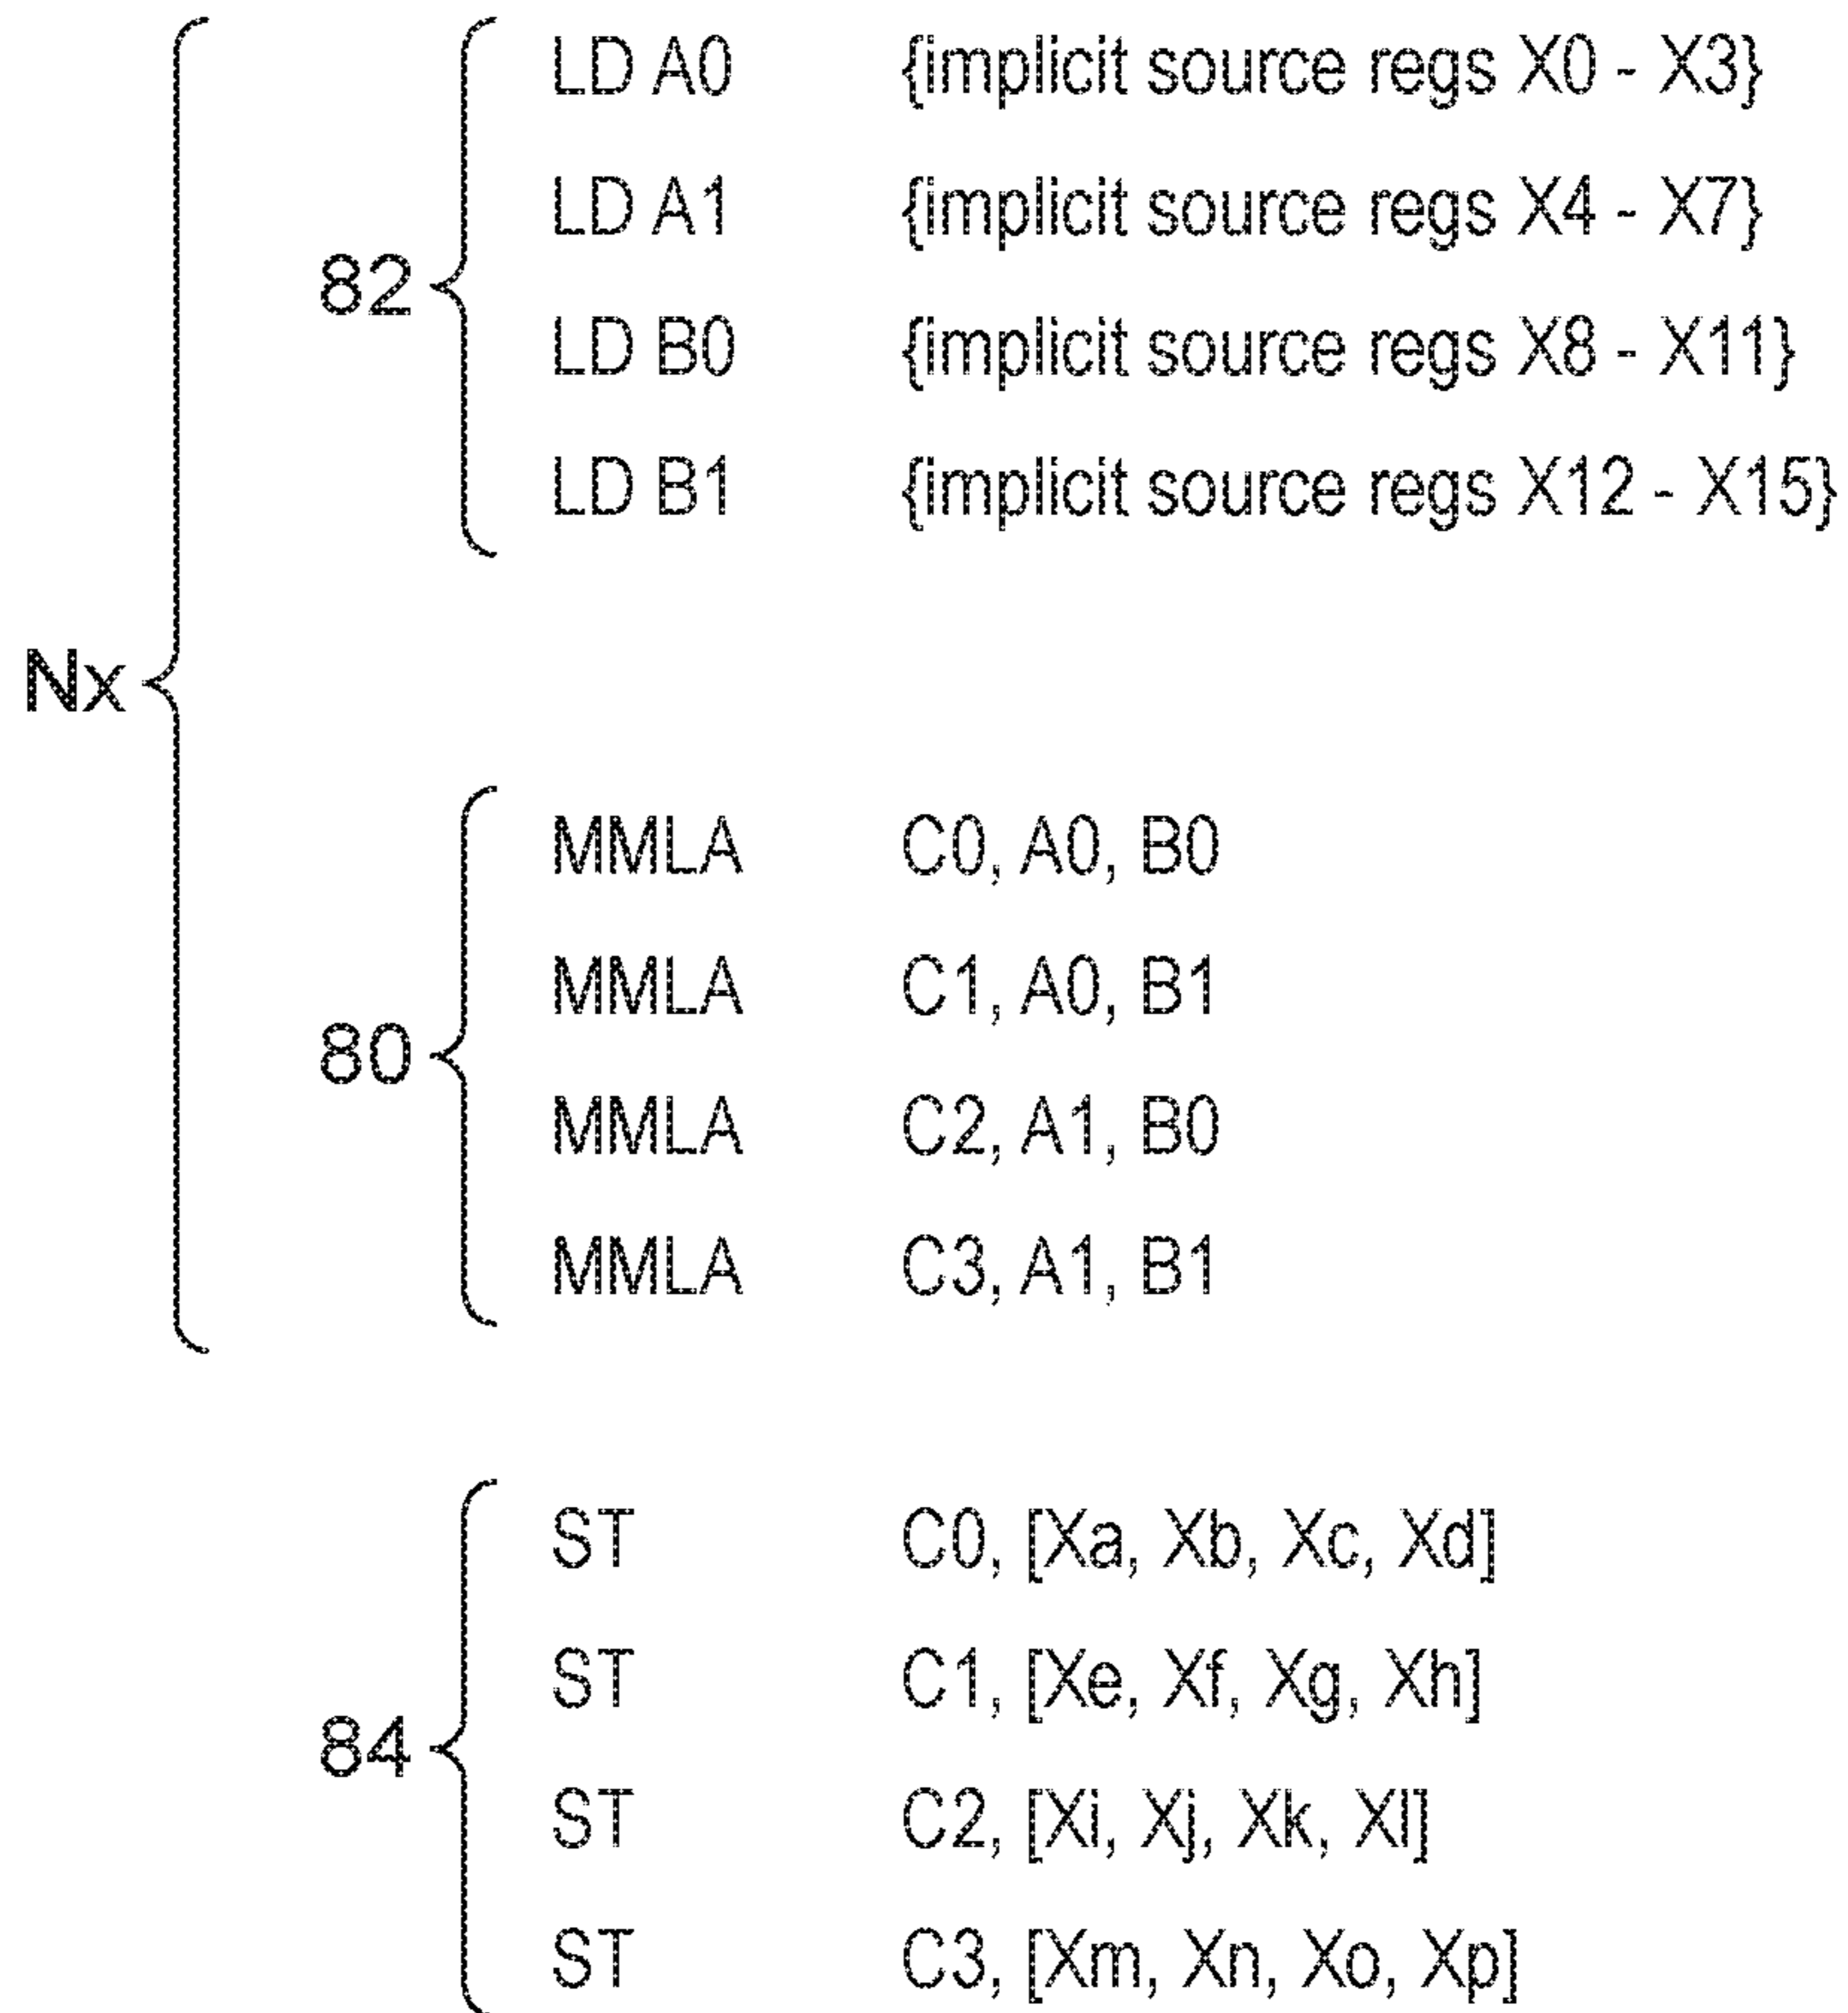 LD A0 {implicit source regs X0 - X3}
LD A1 {implicit source regs X4 - X7}
82
LD B0 {implicit source regs X8 - X11}
LD B1 {implicit source regs X12 - X15}
Nx
MMLA C0, A0, B0
MMLA C1, A0, B1
80
MMLA C2, A1, B0
MMLA C3, A1, B1
ST C0, [Xa, Xb, Xc, Xd]
ST C1, [Xe, Xf, Xg, Xh]
84
ST C2, [Xi, Xj, Xk, Xl]
ST C3, [Xm, Xn, Xo, Xp]